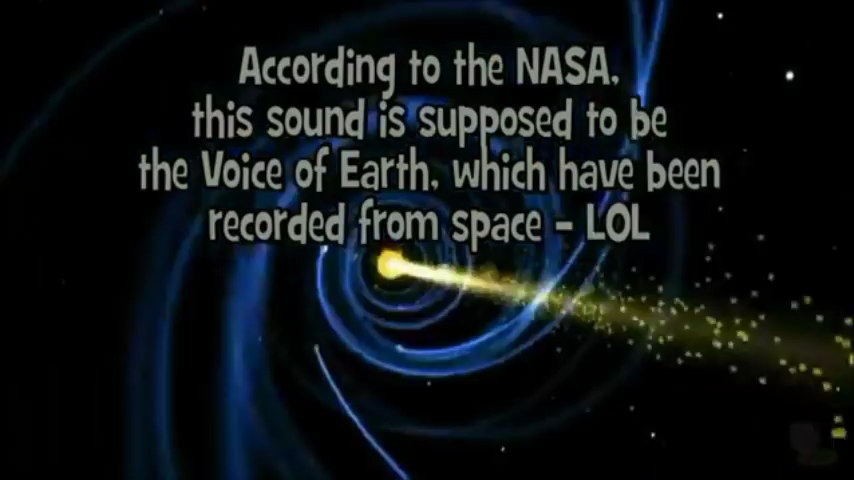 According to the NASA,
this sound is supposed to be
the Voice of Earth, which have been
recorded from space - LOL